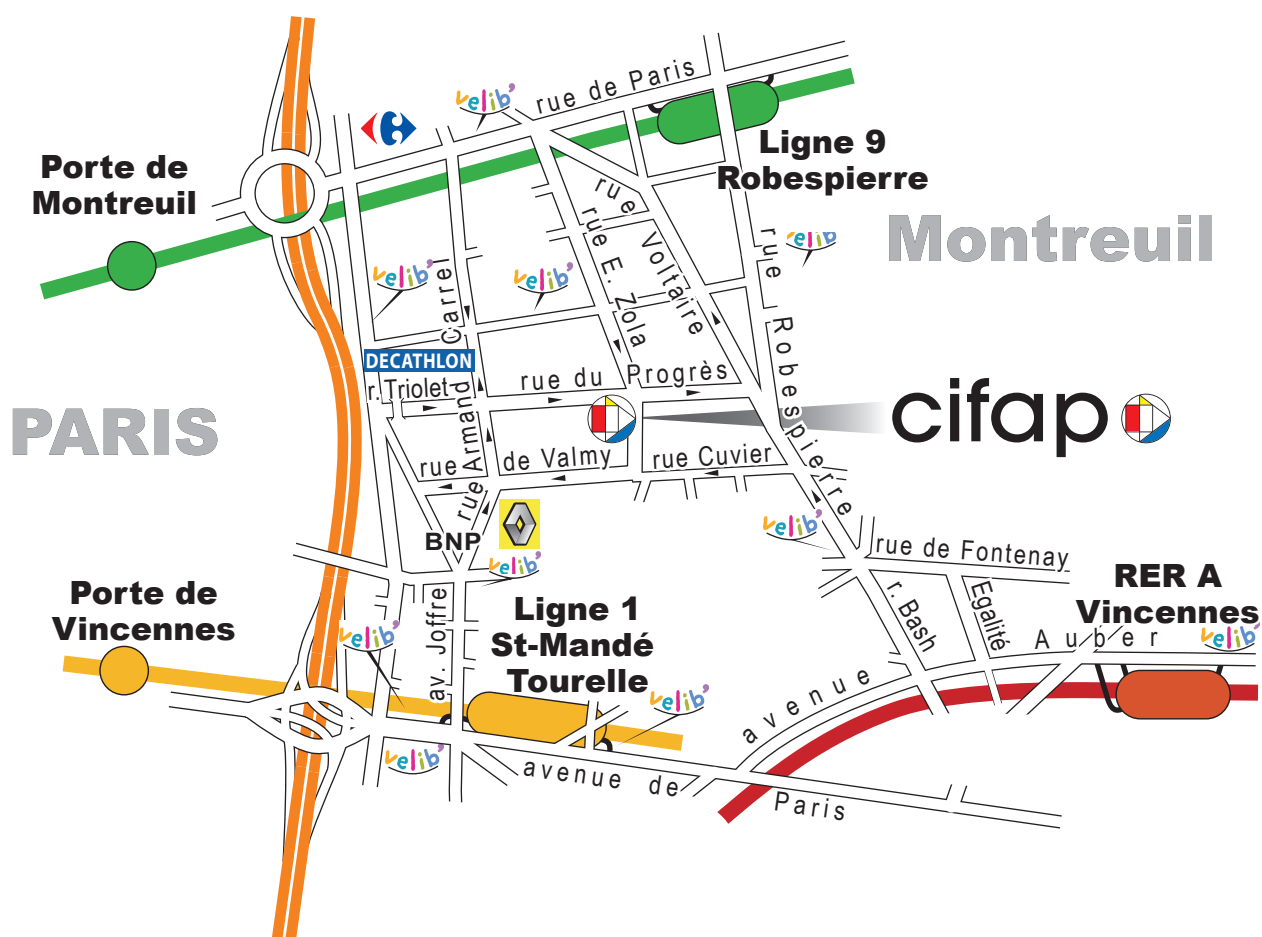 rue de Paris
velib'
Porte de
Montreuil
Ligne 9
Robespierre
Montreuil
velib'
velib'
velib'
rue Voltaire
rue E. Zola
rue Robespierre
rue Armand Carrel
DECATHLON
r. Triolet
rue du Progrès
PARIS
cifap
rue de Valmy
rue Cuvier
BNP
velib'
velib'
rue de Fontenay
Porte de
Vincennes
Ligne 1
St-Mandé
Tourelle
RER A
Vincennes
velib'
velib'
velib'
velib'
av. Joffre
r. Bash
Egalité
avenue Auber
avenue de Paris